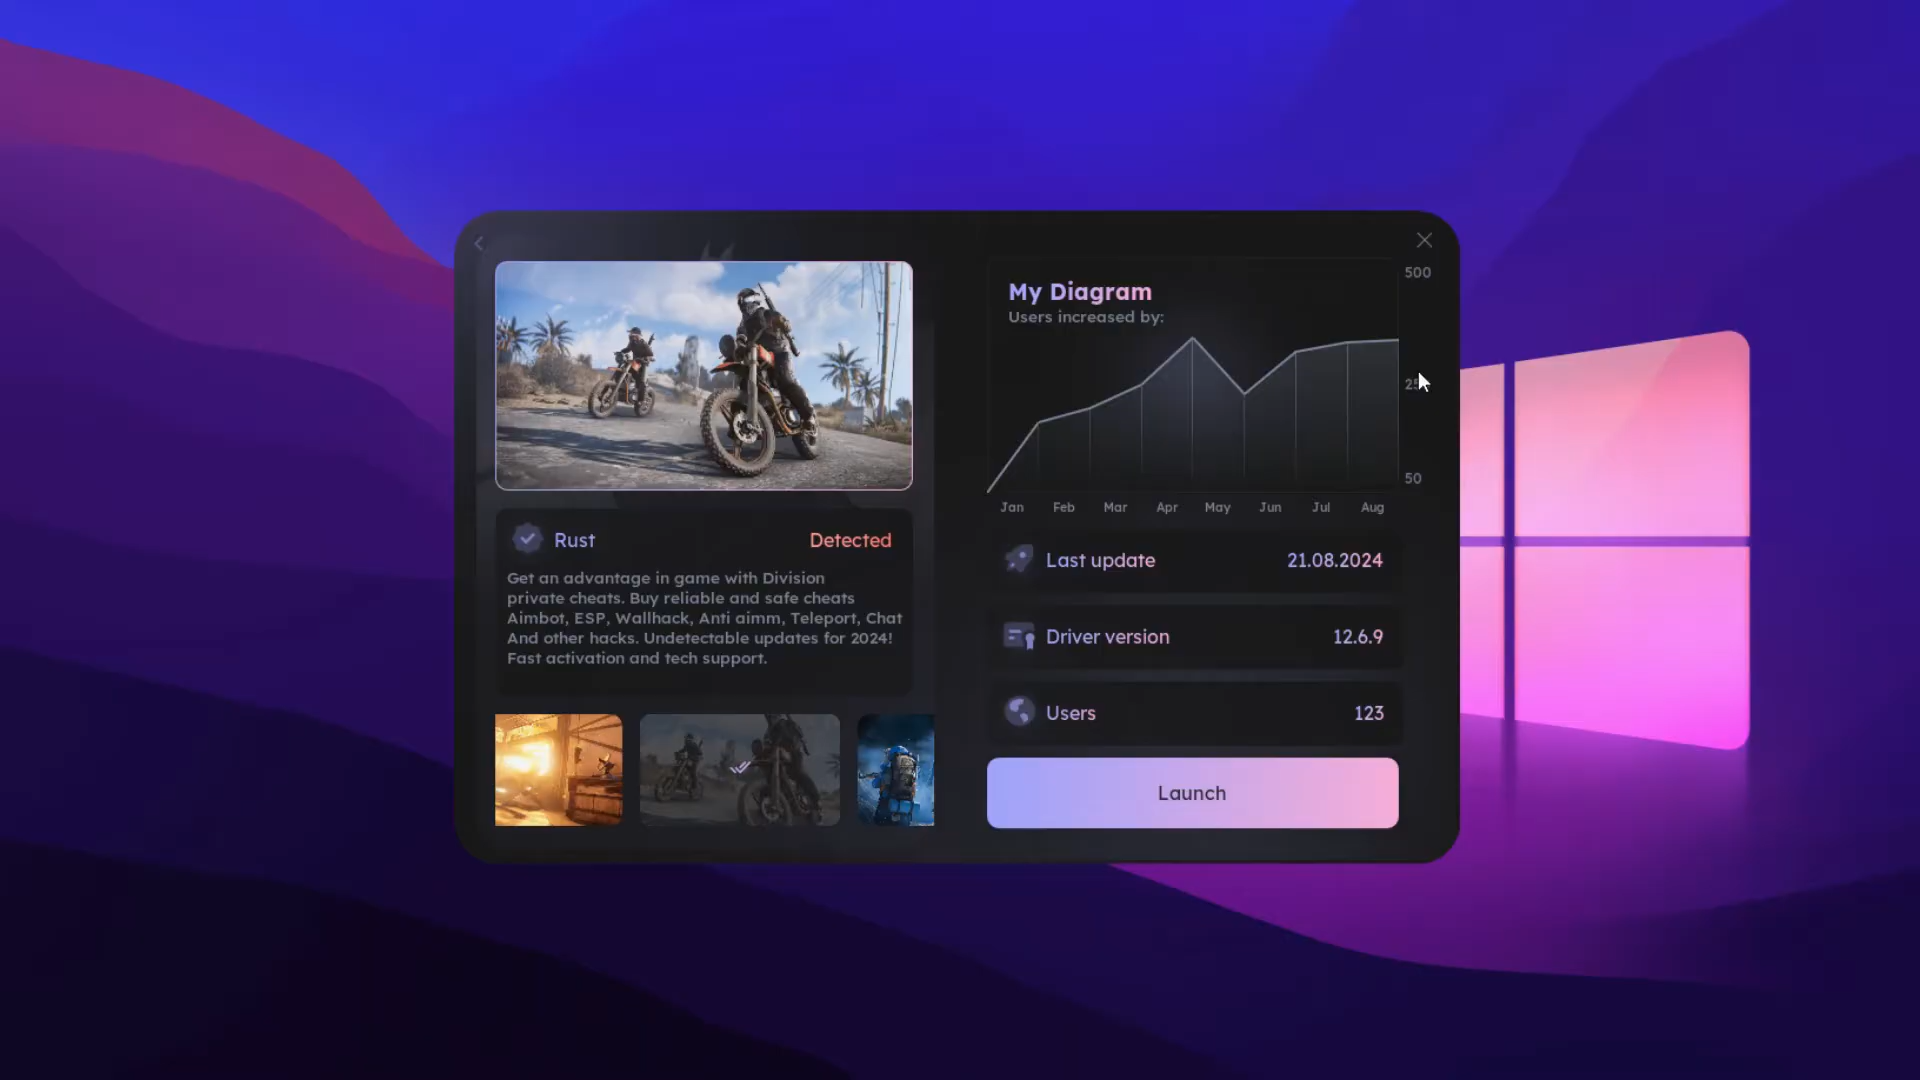 My Diagram
Users increased by:
500
50
Jan Feb Mar Apr May Jun Jul Aug
Rust Detected
Get an advantage in game with Division
private cheats. Buy reliable and safe cheats
Aimbot, ESP, Wallhack, Anti aimm, Teleport, Chat
And other hacks. Undetectable updates for 2024!
Fast activation and tech support.
Last update 21.08.2024
Driver version 12.6.9
Users 123
Launch